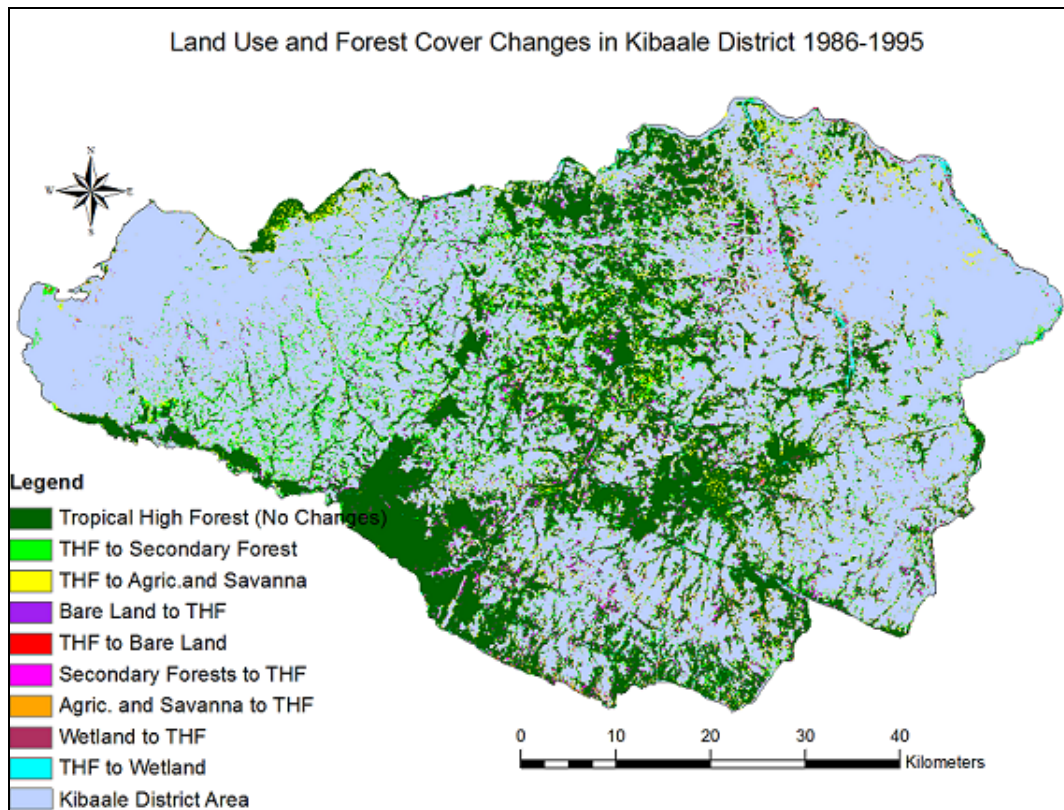 Land Use and Forest Cover Changes in Kibaale District 1986-1995
N
W
E
S
Legend
Tropical High Forest (No Changes)
THF to Secondary Forest
THF to Agric.and Savanna
Bare Land to THF
THF to Bare Land
Secondary Forests to THF
Agric. and Savanna to THF
Wetland to THF
THF to Wetland
Kibaale District Area
0 10 20 30 40
Kilometers